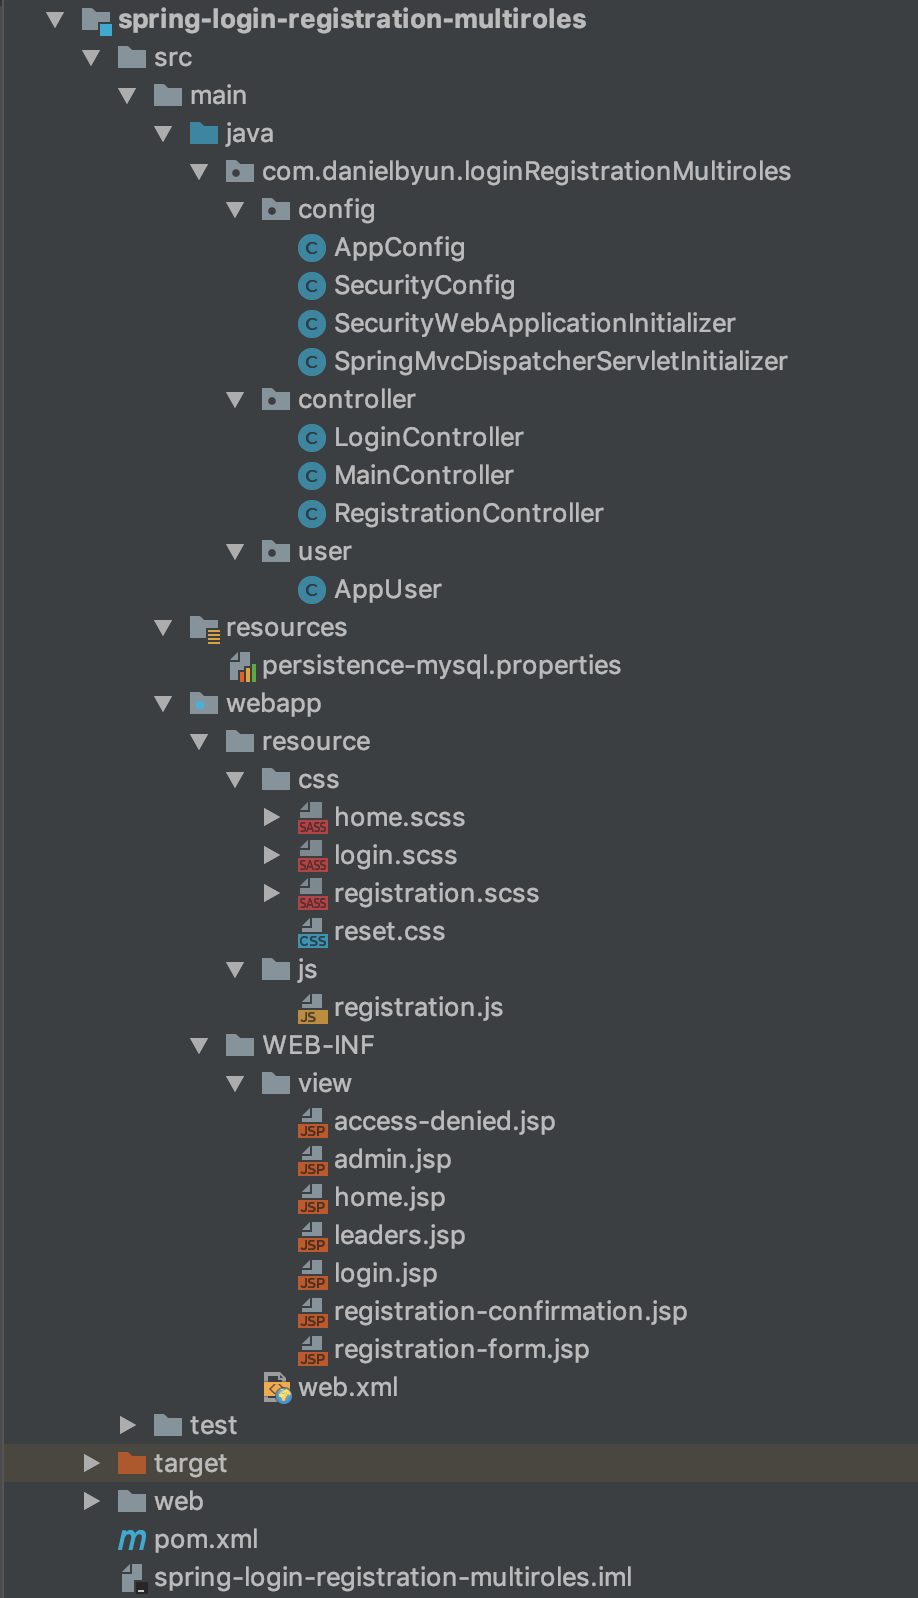 spring-login-registration-multiroles
src
main
java
com.danielbyun.loginRegistrationMultiroles
config
C AppConfig
C SecurityConfig
C SecurityWebApplicationInitializer
C SpringMvcDispatcherServletInitializer
controller
C LoginController
C MainController
C RegistrationController
user
C AppUser
resources
persistence-mysql.properties
webapp
resource
css
SASS home.scss
SASS login.scss
SASS registration.scss
CSS reset.css
js
JS registration.js
WEB-INF
view
JSP access-denied.jsp
JSP admin.jsp
JSP home.jsp
JSP leaders.jsp
JSP login.jsp
JSP registration-confirmation.jsp
JSP registration-form.jsp
web.xml
test
target
web
m pom.xml
spring-login-registration-multiroles.iml